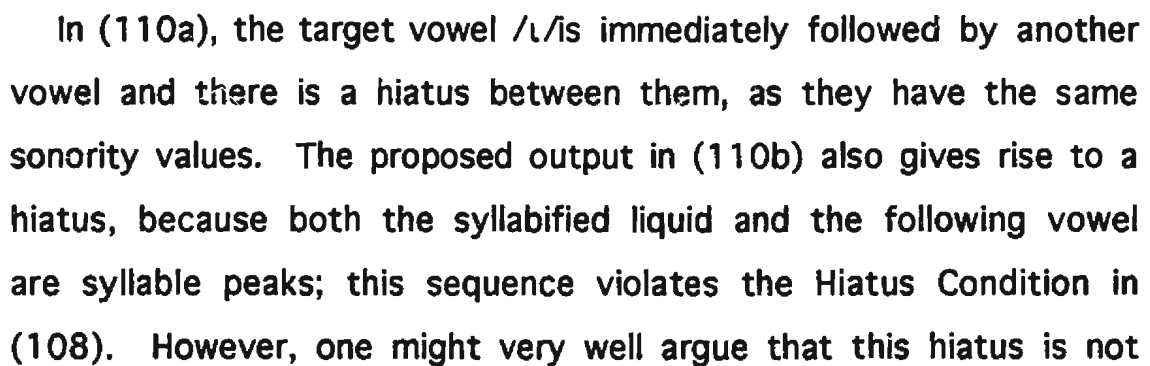 In (110a), the target vowel /ɩ/is immediately followed by another
vowel and there is a hiatus between them, as they have the same
sonority values. The proposed output in (110b) also gives rise to a
hiatus, because both the syllabified liquid and the following vowel
are syllable peaks; this sequence violates the Hiatus Condition in
(108). However, one might very well argue that this hiatus is not